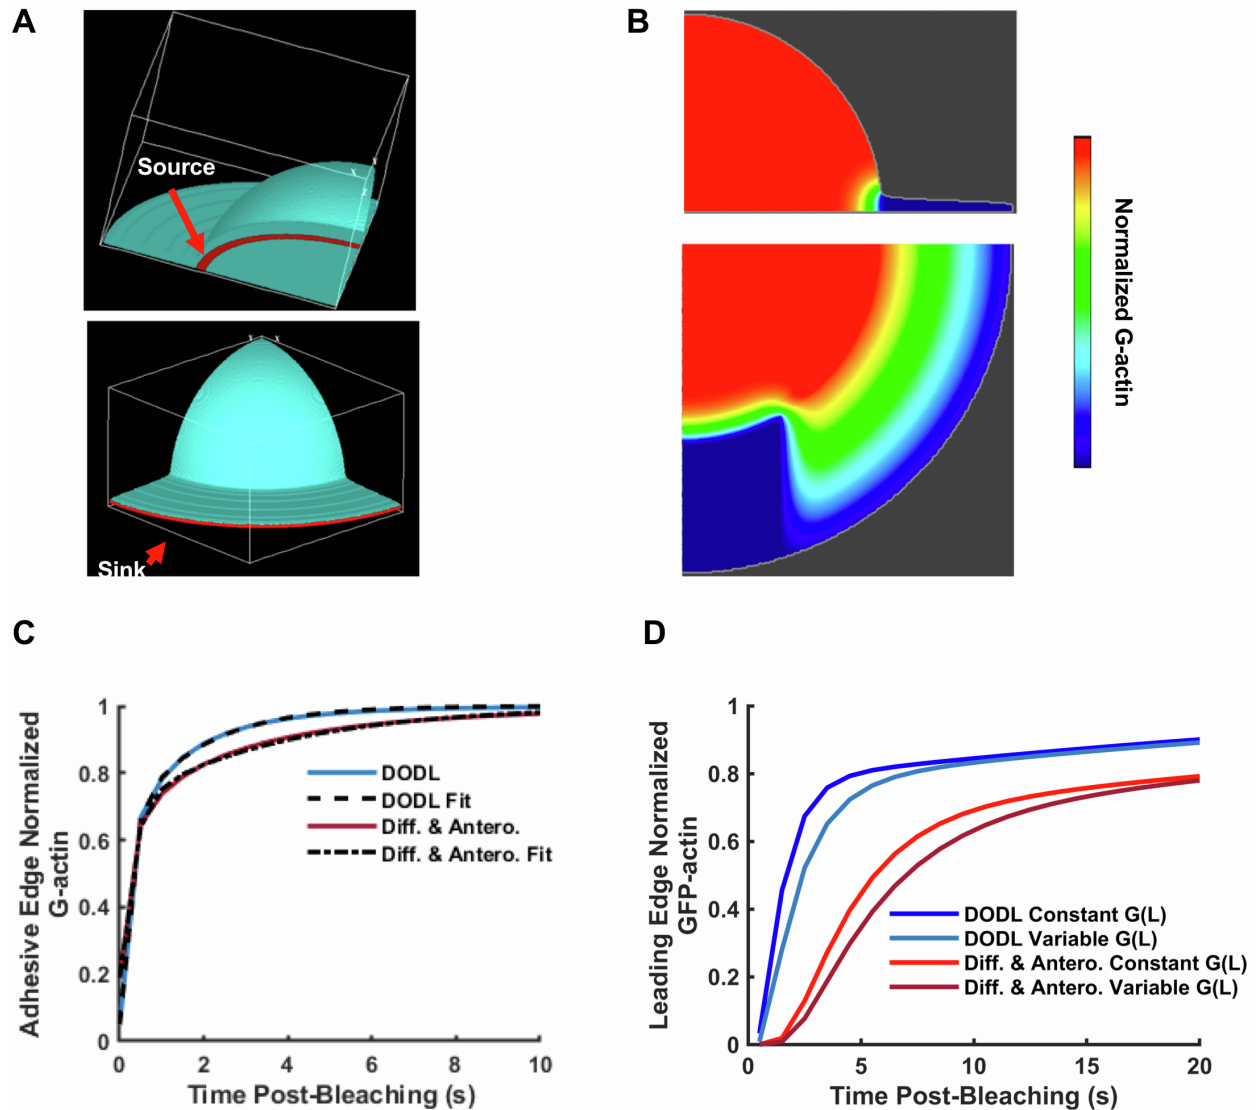 A
B
Source
X
Y
Z
Y X
Sink
Normalized G-actin
C
D
Adhesive Edge Normalized
G-actin
1
0.8
0.6
0.4
0.2
0
0 2 4 6 8 10
Time Post-Bleaching (s)
DODL
DODL Fit
Diff. & Antero.
Diff. & Antero. Fit
Leading Edge Normalized
GFP-actin
1
0.8
0.6
0.4
0.2
0
0 5 10 15 20
Time Post-Bleaching (s)
DODL Constant G(L)
DODL Variable G(L)
Diff. & Antero. Constant G(L)
Diff. & Antero. Variable G(L)